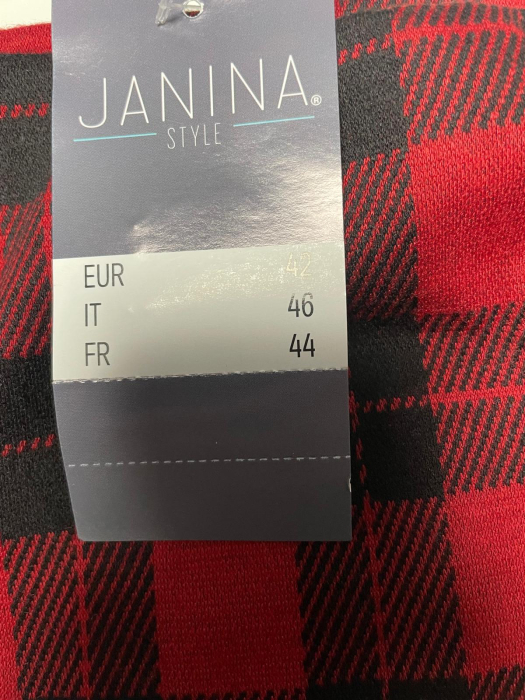 JANINA®
STYLE
EUR 42
IT 46
FR 44